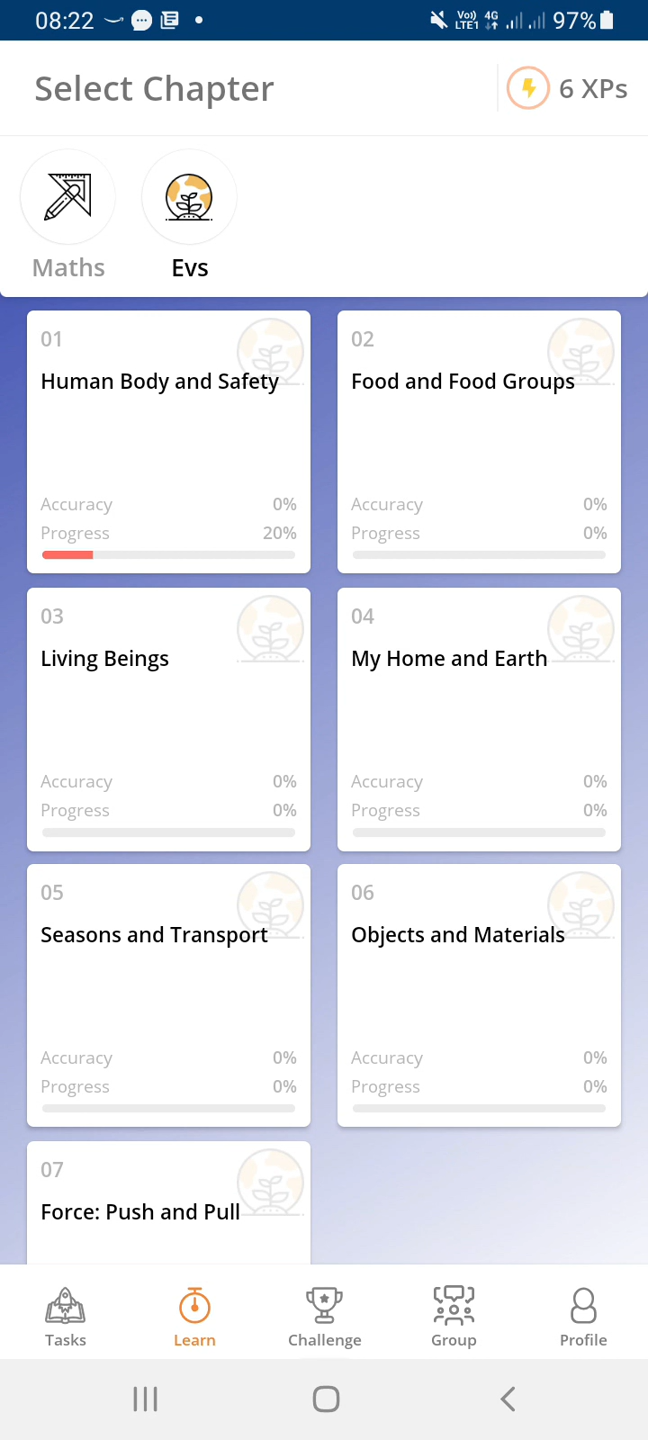 08:22
Vo)) 4G
LTE1
97%
Select Chapter
6 XPs
Maths
Evs
01
Human Body and Safety
Accuracy 0%
Progress 20%
02
Food and Food Groups
Accuracy 0%
Progress 0%
03
Living Beings
Accuracy 0%
Progress 0%
04
My Home and Earth
Accuracy 0%
Progress 0%
05
Seasons and Transport
Accuracy 0%
Progress 0%
06
Objects and Materials
Accuracy 0%
Progress 0%
07
Force: Push and Pull
Tasks
Learn
Challenge
Group
Profile